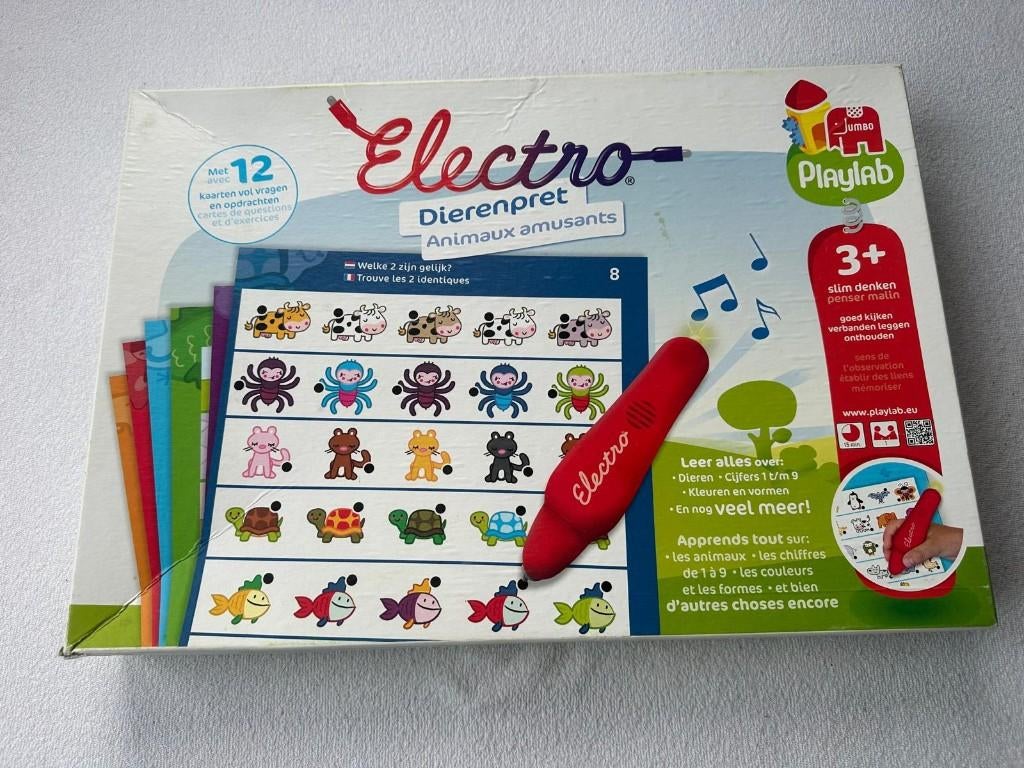 Electro®
Dierenpret
Animaux amusants
Met
avec 12
kaarten vol vragen
en opdrachten
cartes de questions
et d'exercices
JUMBO
Playlab
3+
slim denken
penser malin
goed kijken
verbanden leggen
onthouden
sens de
l'observation
établir des liens
mémoriser
www.playlab.eu
15 min.
1
Welke 2 zijn gelijk?
Trouve les 2 identiques
8
Electro
Leer alles over:
• Dieren • Cijfers 1 t/m 9
• Kleuren en vormen
• En nog veel meer!
Apprends tout sur:
• les animaux • les chiffres
de 1 à 9 • les couleurs
et les formes • et bien
d'autres choses encore
Electro